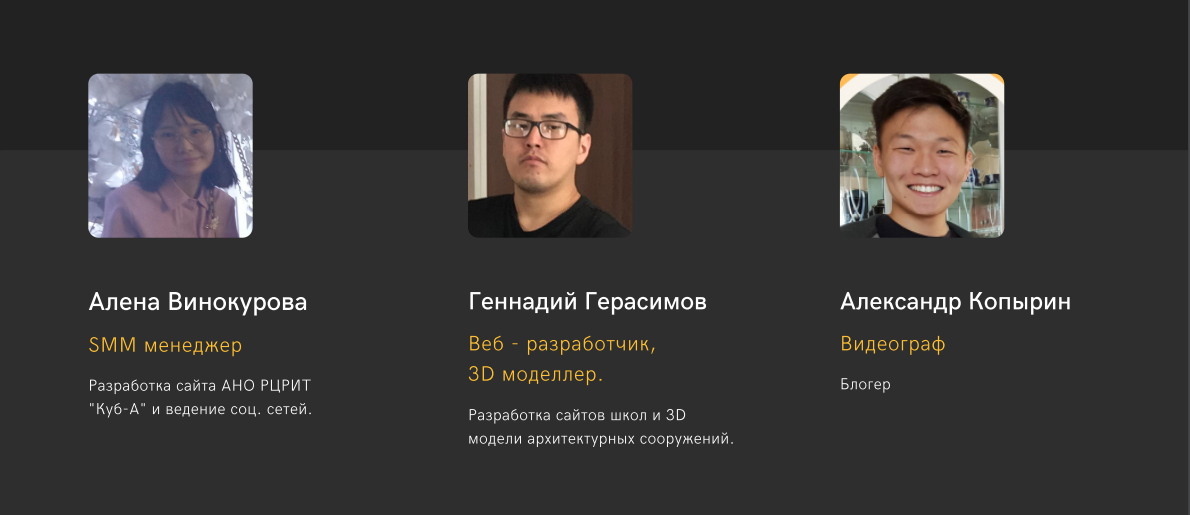 Алена Винокурова
SMM менеджер
Разработка сайта АНО РЦРИТ
"Куб-А" и ведение соц. сетей.
Геннадий Герасимов
Веб - разработчик,
3D моделлер.
Разработка сайтов школ и 3D
модели архитектурных сооружений.
Александр Копырин
Видеограф
Блогер